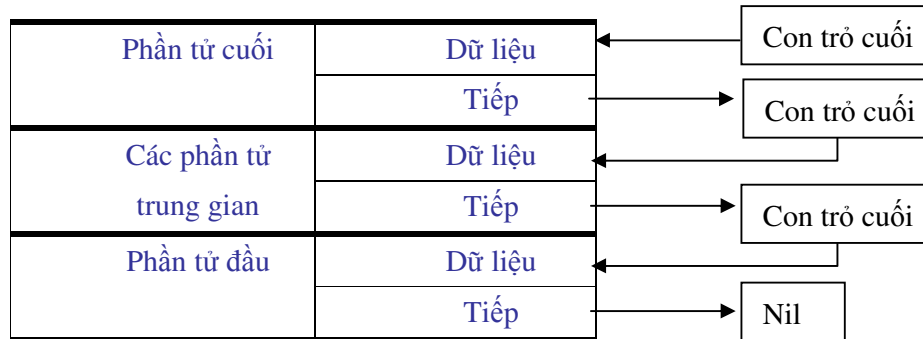 Phần tử cuối Dữ liệu Con trỏ cuối
Tiếp Con trỏ cuối
Các phần tử Dữ liệu
trung gian Tiếp Con trỏ cuối
Phần tử đầu Dữ liệu
Tiếp Nil